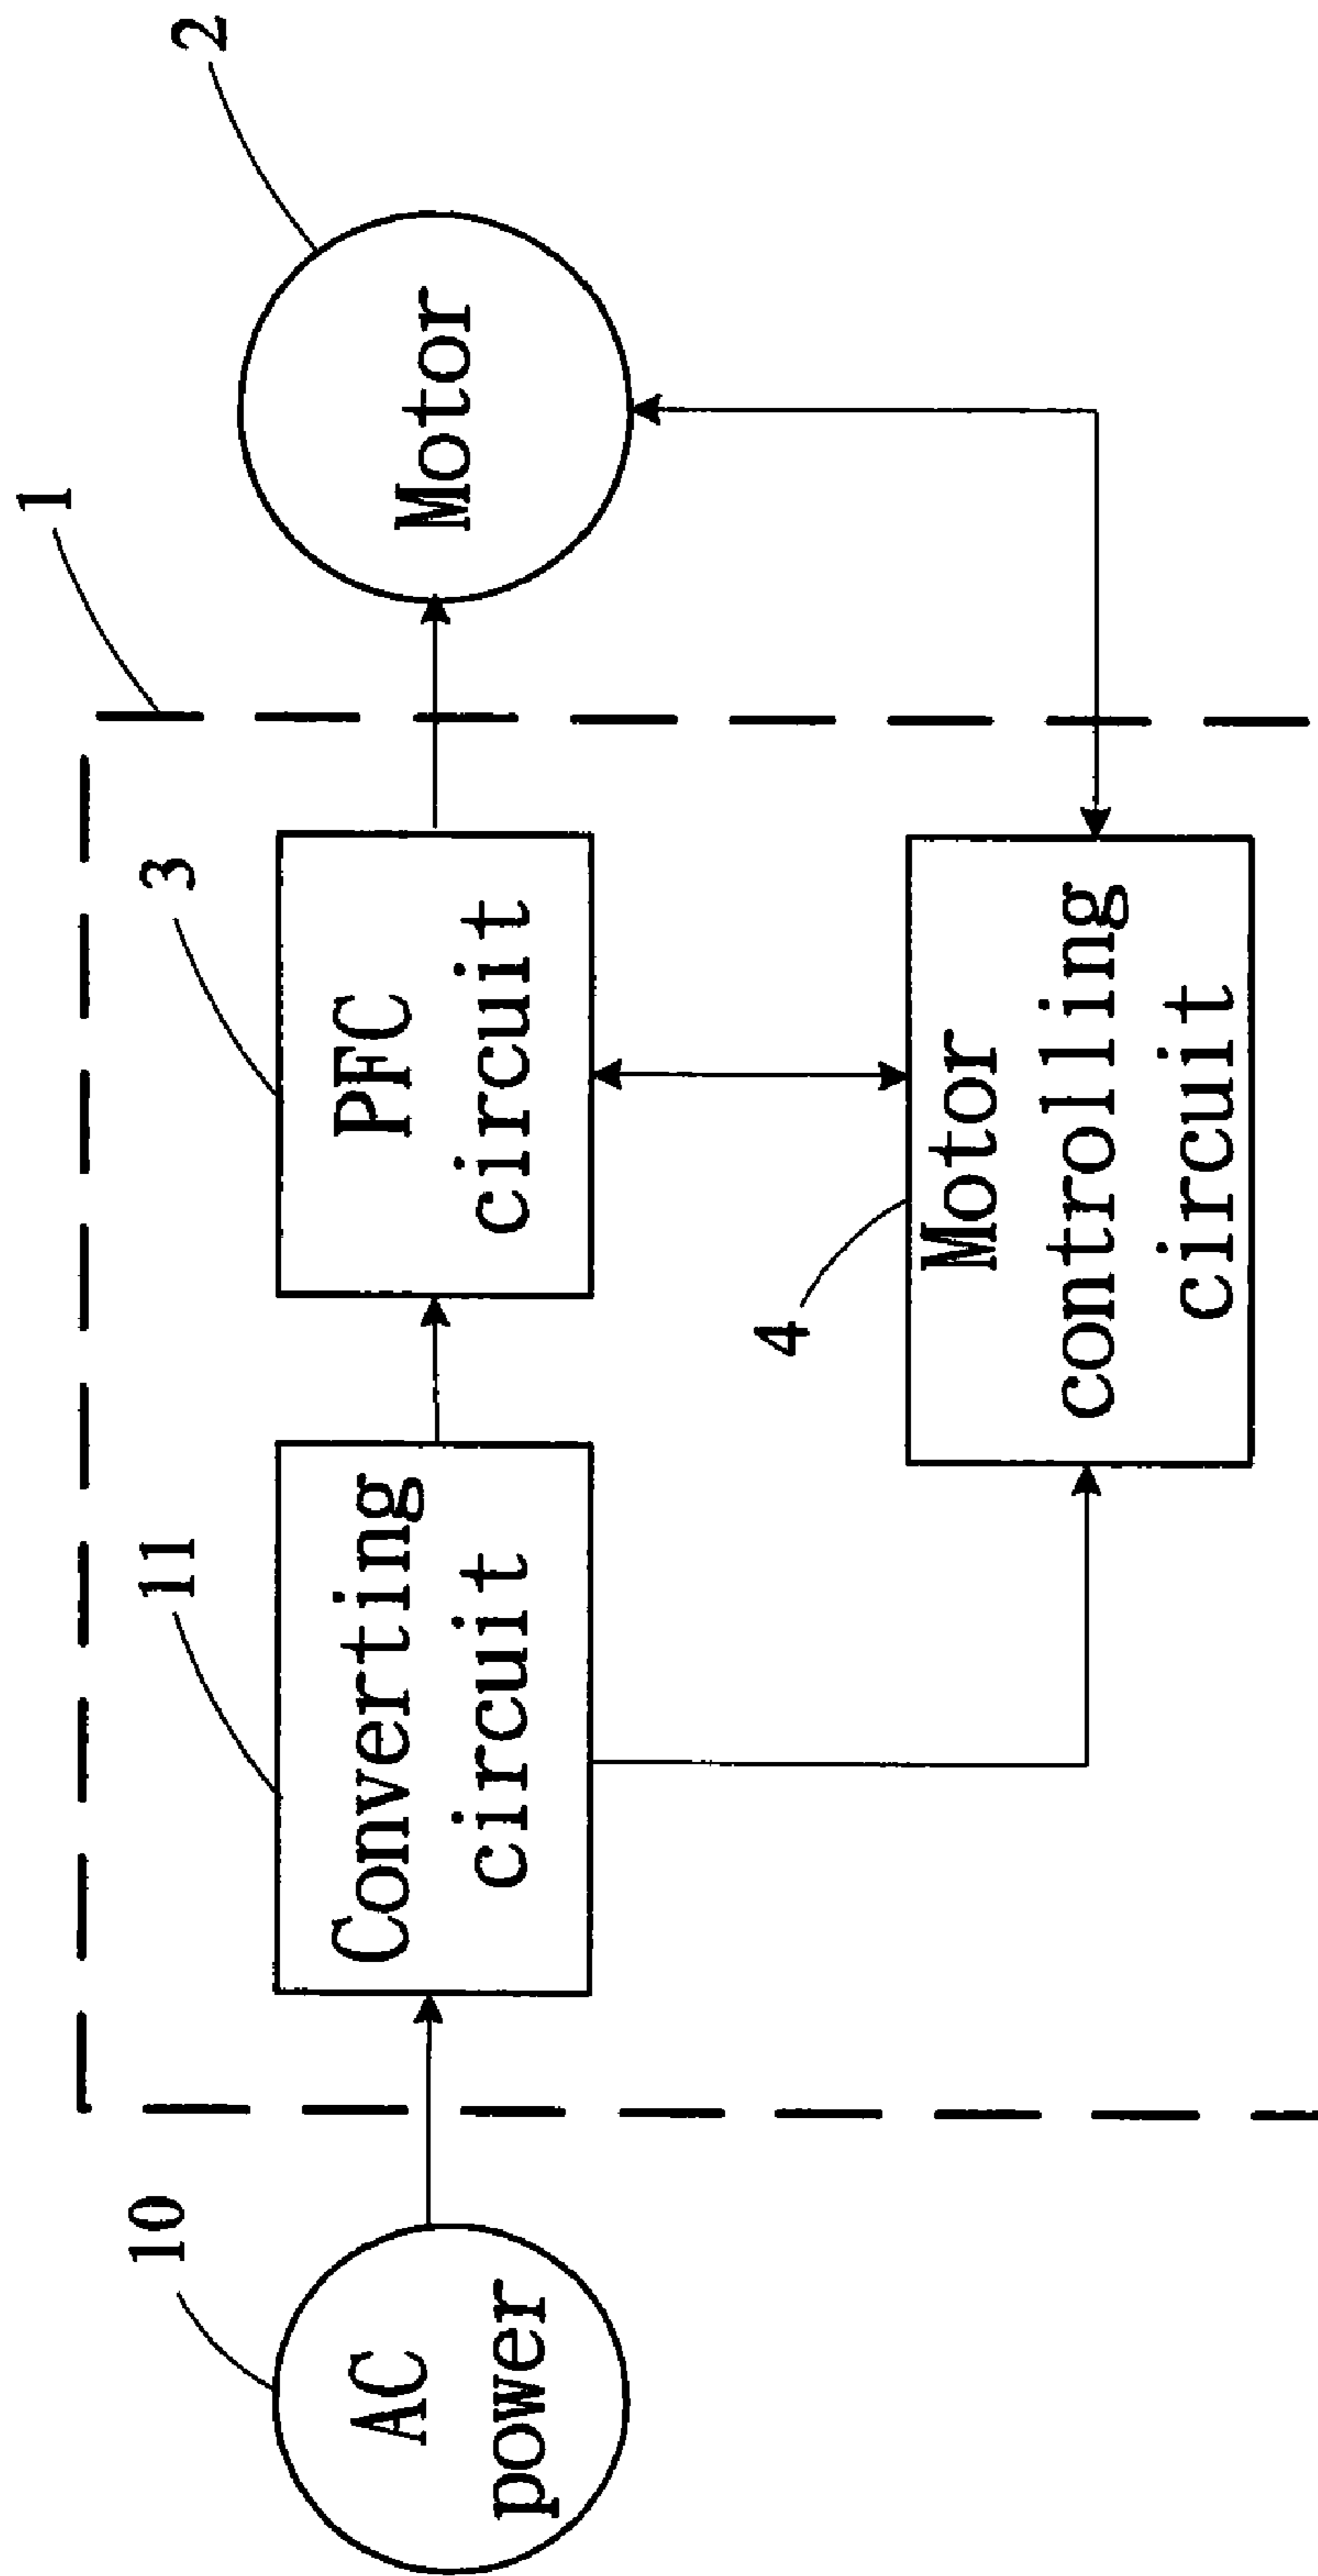 1
2
10
11
3
AC
power
Converting
circuit
PFC
circuit
Motor
4
Motor
controlling
circuit